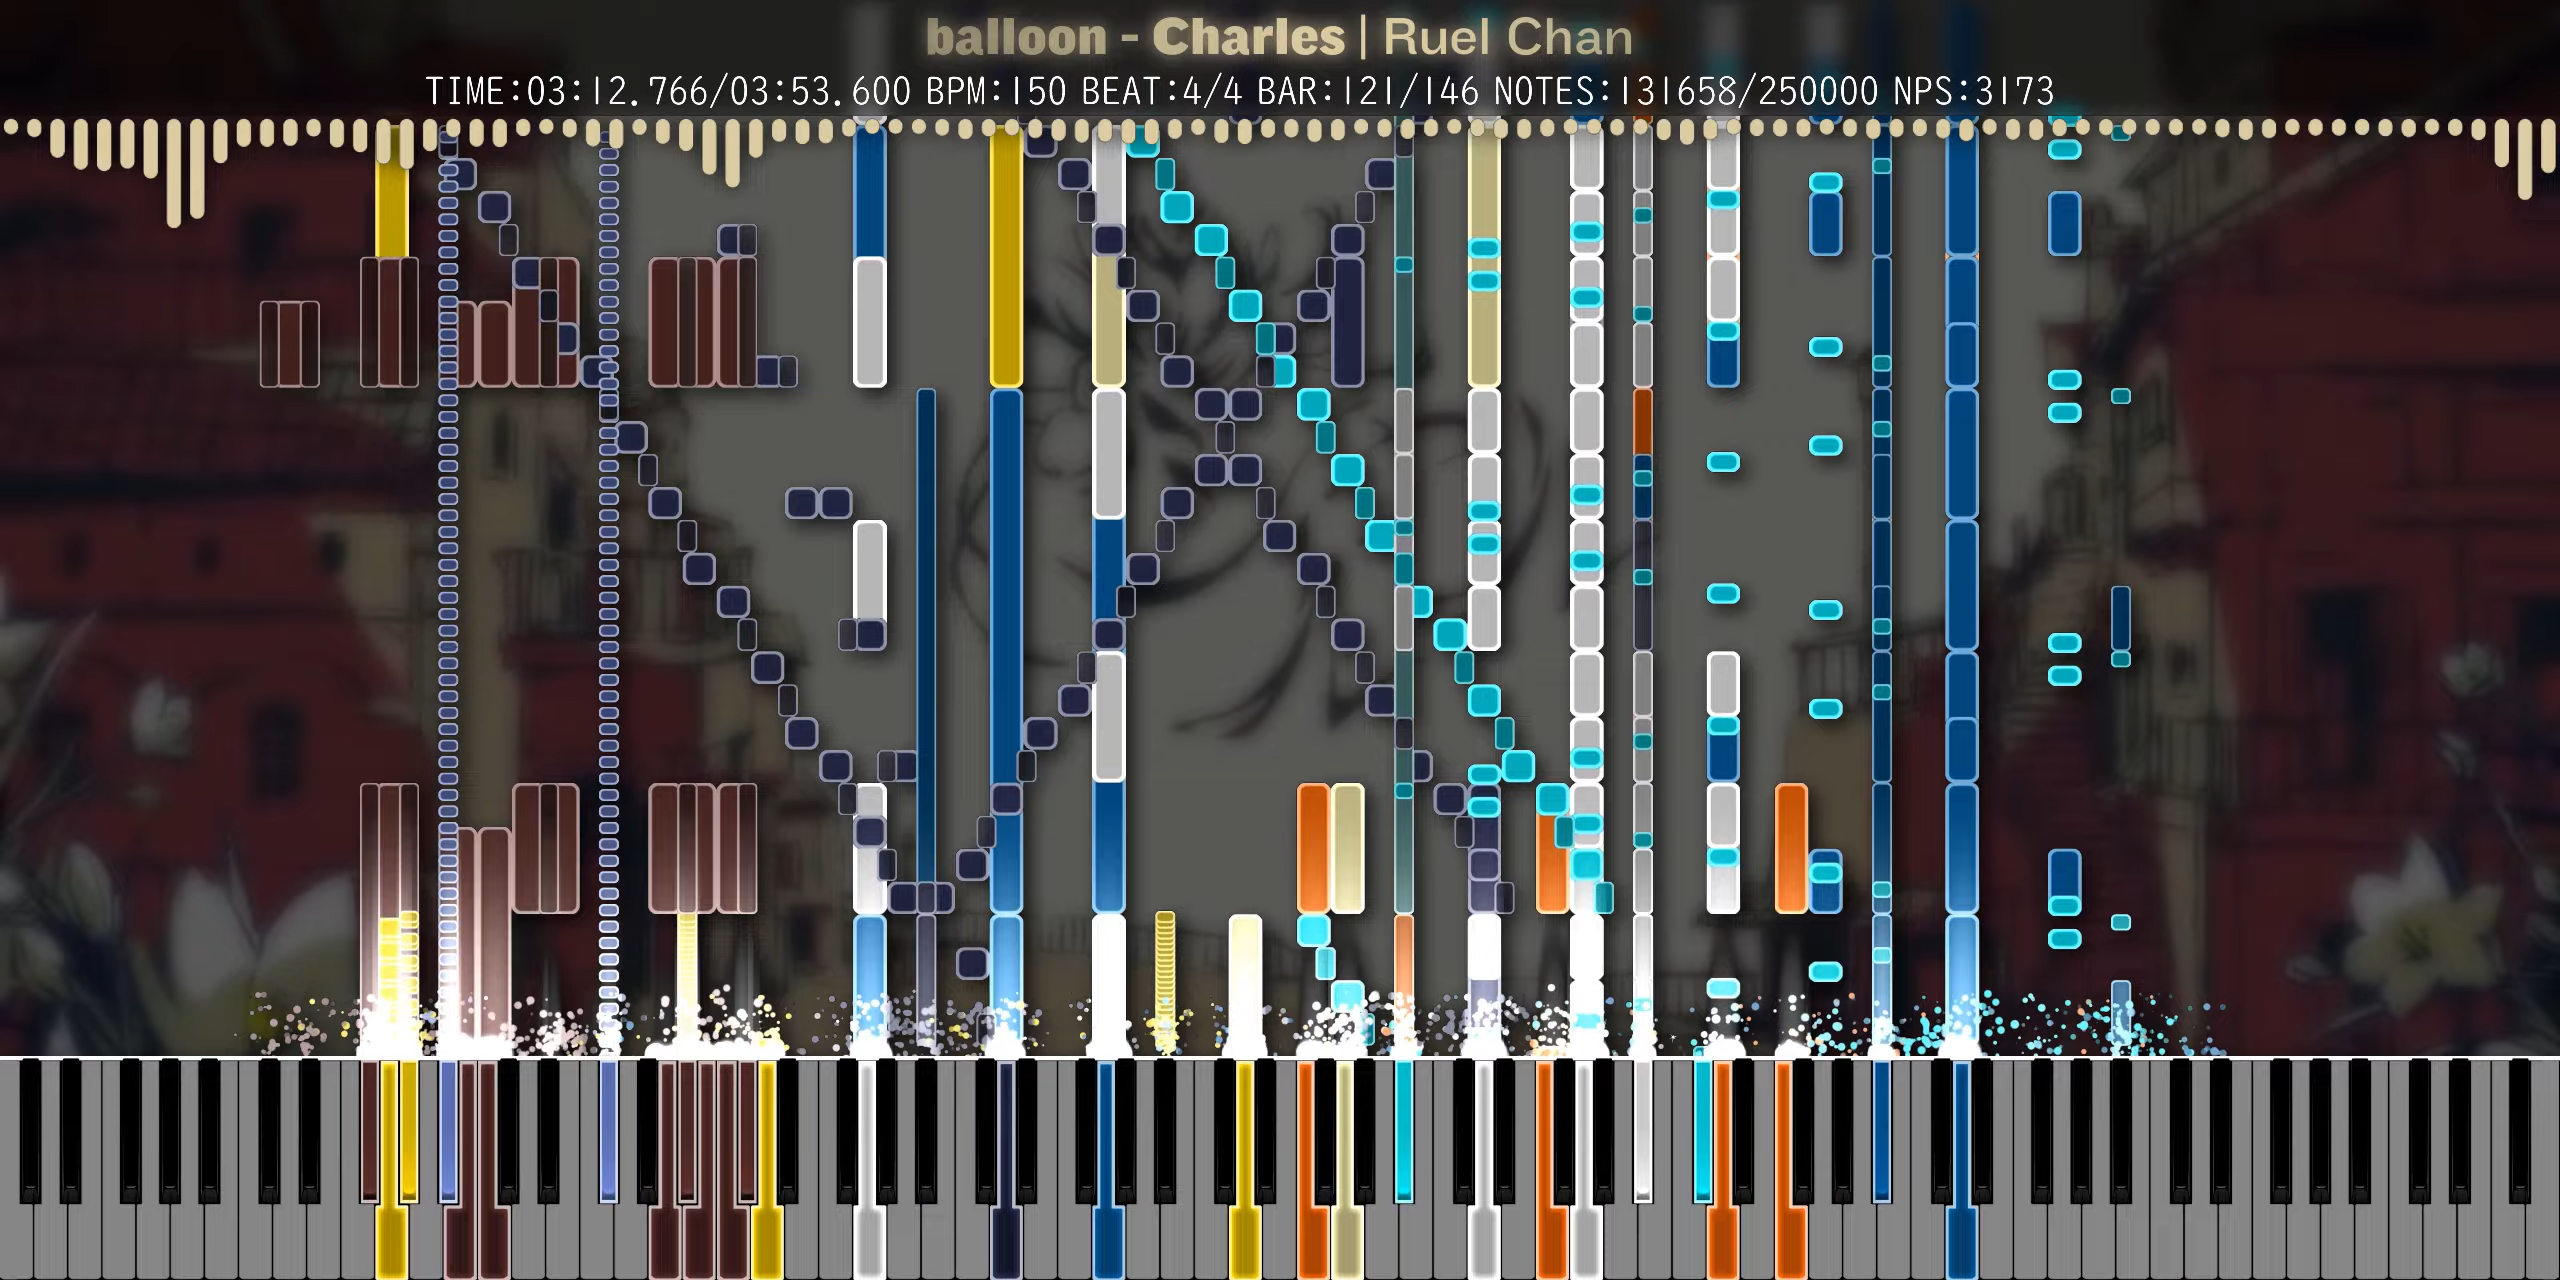 balloon - Charles | Ruel Chan
TIME:03:12.766/03:53.600 BPM:150 BEAT:4/4 BAR:121/146 NOTES:131658/250000 NPS:3173